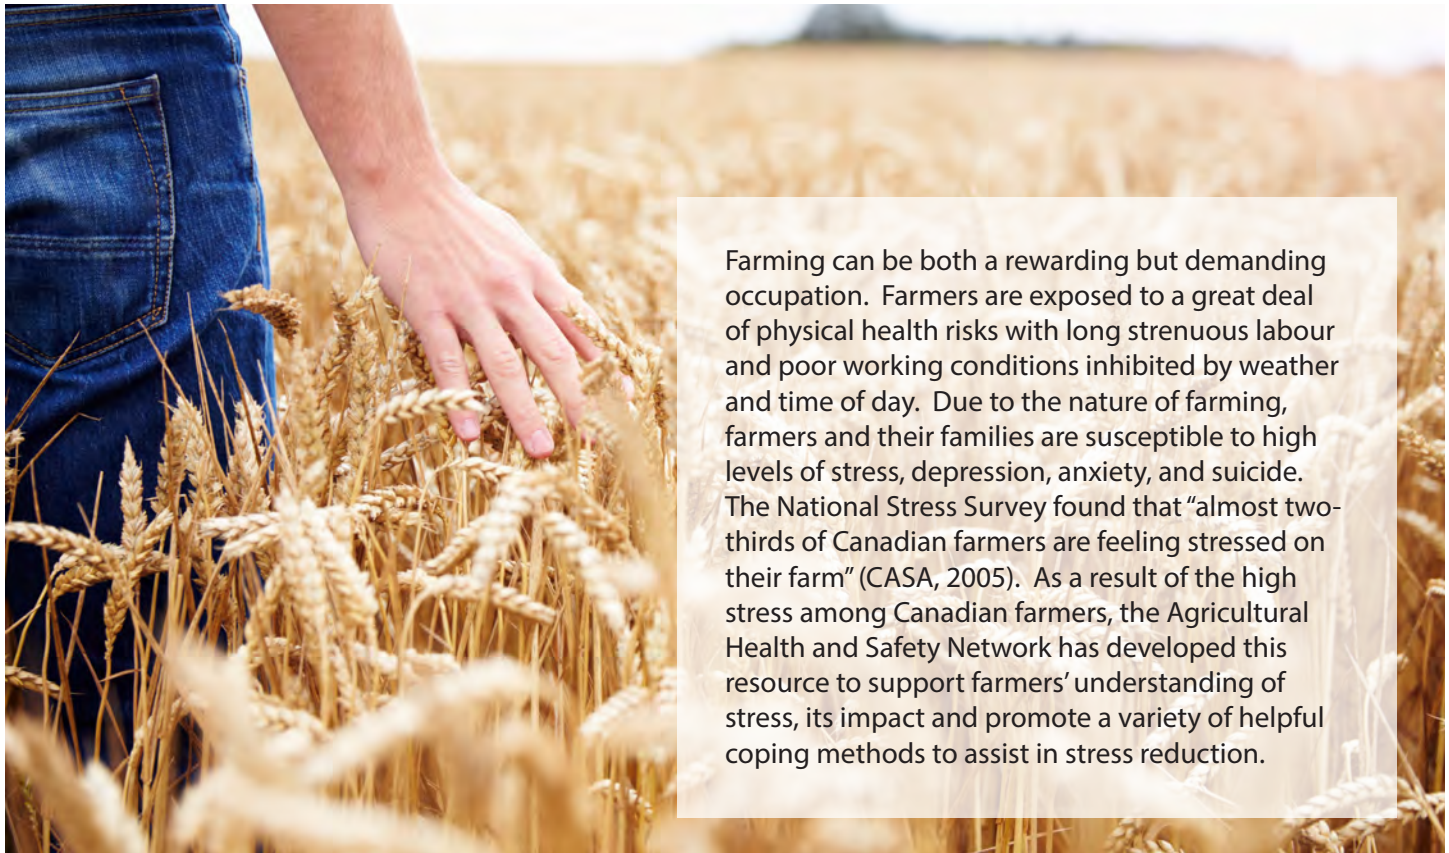 Farming can be both a rewarding but demanding
occupation.  Farmers are exposed to a great deal
of physical health risks with long strenuous labour
and poor working conditions inhibited by weather
and time of day.  Due to the nature of farming,
farmers and their families are susceptible to high
levels of stress, depression, anxiety, and suicide.
The National Stress Survey found that “almost two-
thirds of Canadian farmers are feeling stressed on
their farm” (CASA, 2005).  As a result of the high
stress among Canadian farmers, the Agricultural
Health and Safety Network has developed this
resource to support farmers’ understanding of
stress, its impact and promote a variety of helpful
coping methods to assist in stress reduction.